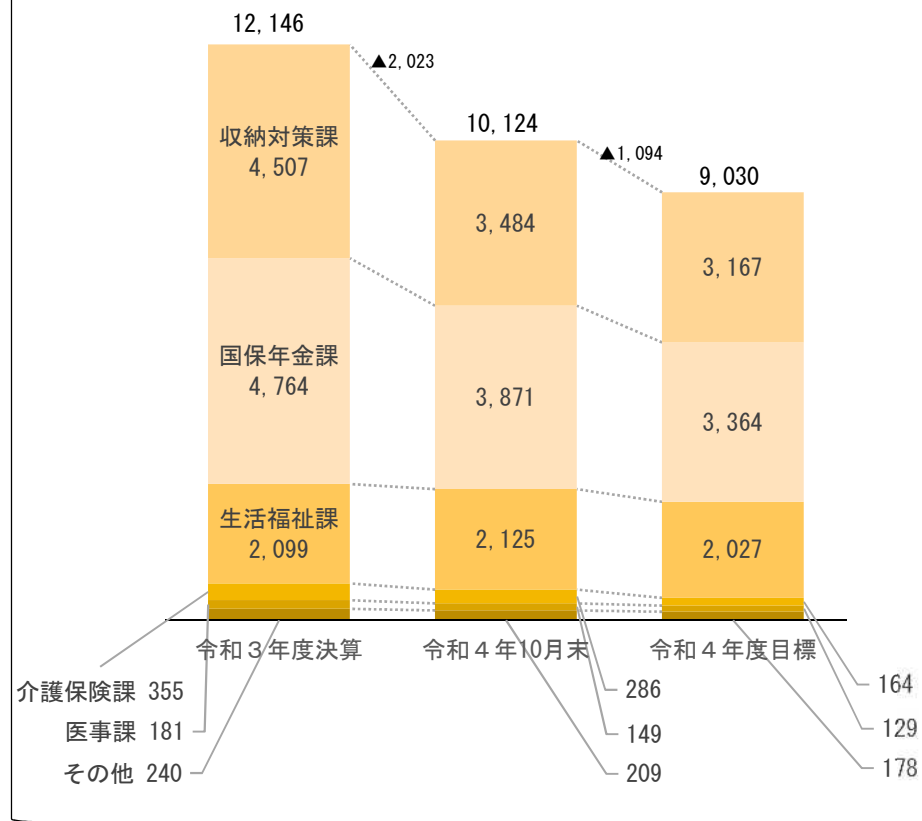 12,146
▲2,023
10,124
▲1,094
9,030
収納対策課
4,507
3,484
3,167
国保年金課
4,764
3,871
3,364
生活福祉課
2,099
2,125
2,027
令和3年度決算
令和4年10月末
令和4年度目標
介護保険課 355
286
164
医事課 181
149
129
その他 240
209
178